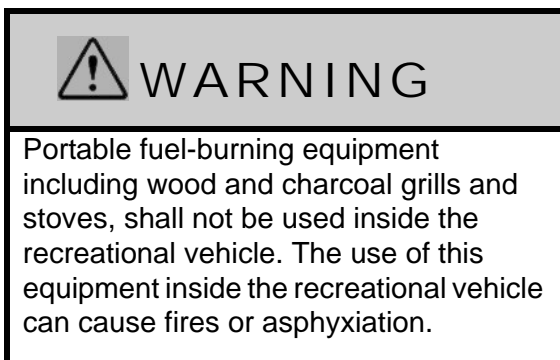 WARNING
Portable fuel-burning equipment
including wood and charcoal grills and
stoves, shall not be used inside the
recreational vehicle. The use of this
equipment inside the recreational vehicle
can cause fires or asphyxiation.